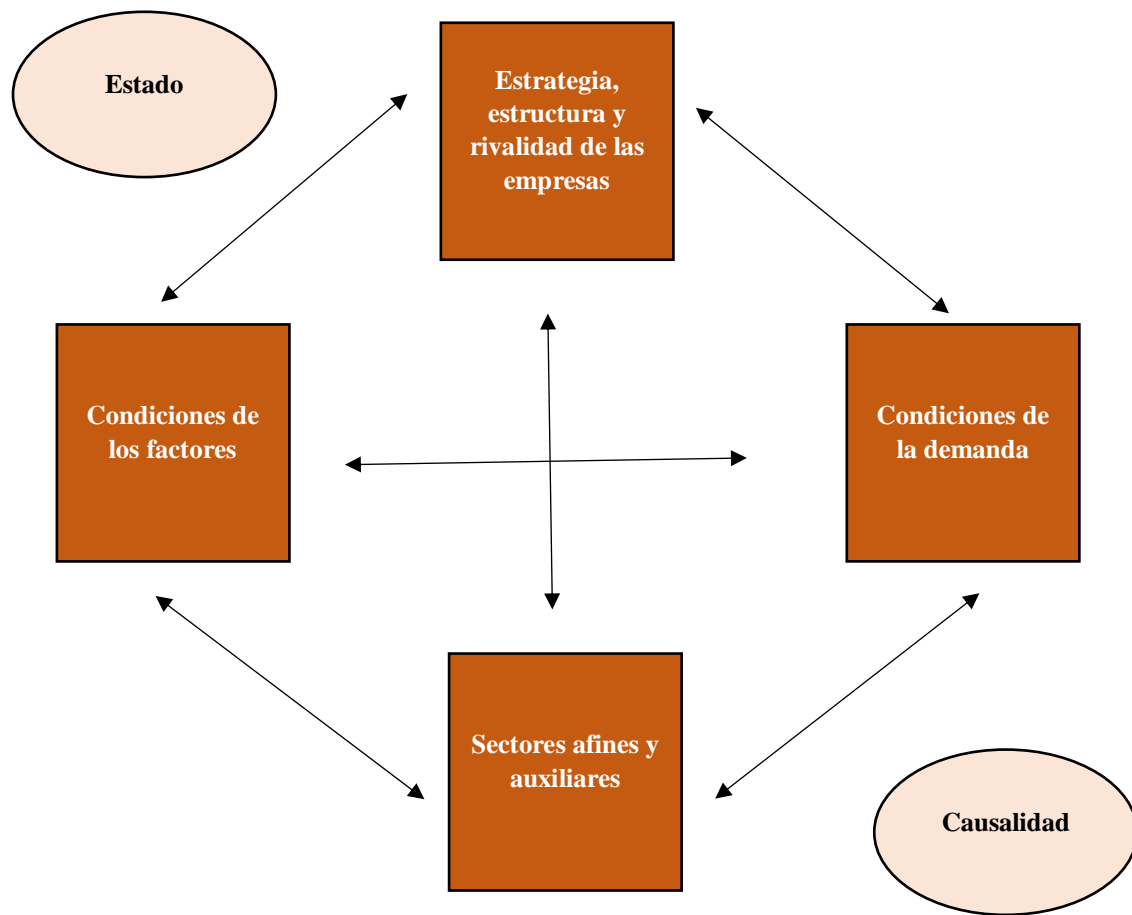 Estado
Estrategia,
estructura y
rivalidad de las
empresas
Condiciones de
los factores
Condiciones de
la demanda
Sectores afines y
auxiliares
Causalidad